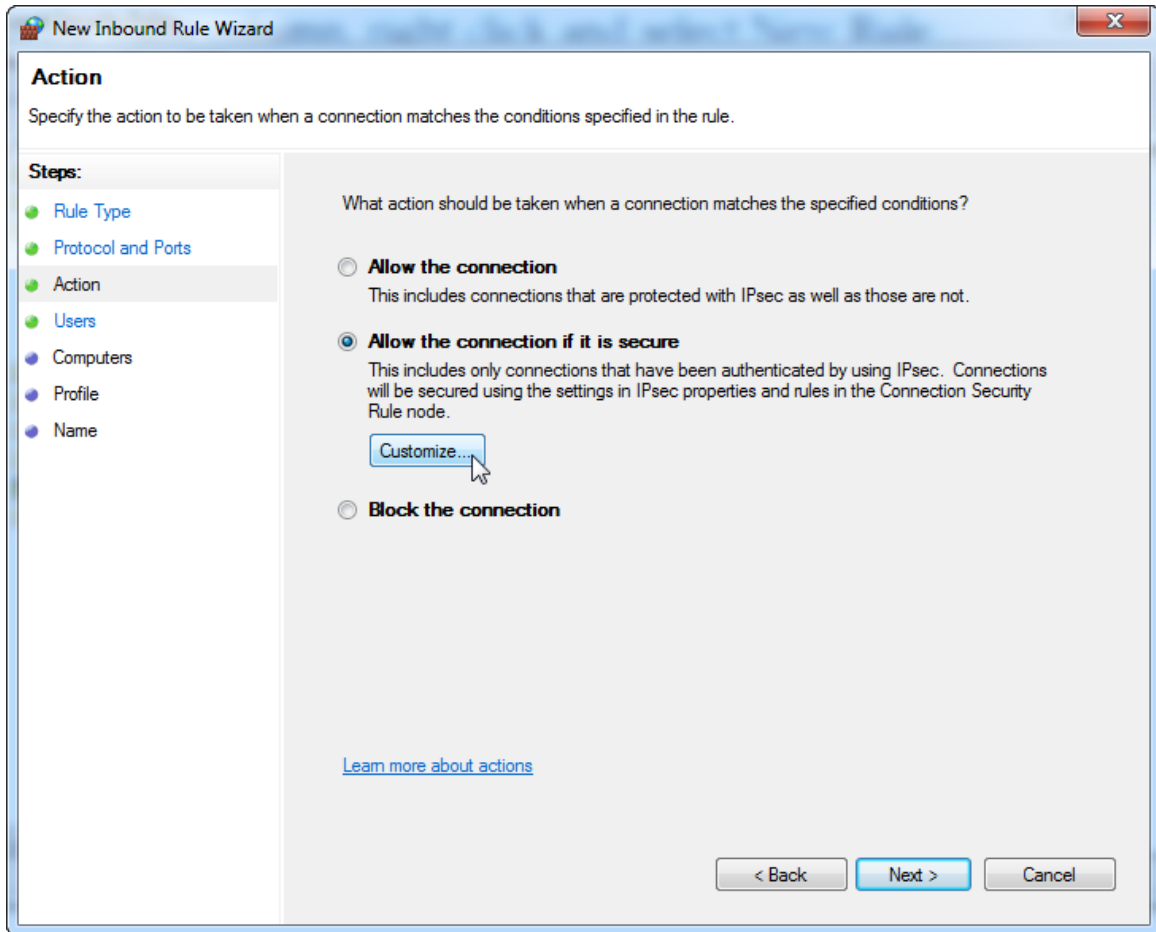 New Inbound Rule Wizard
Action
Specify the action to be taken when a connection matches the conditions specified in the rule.
Steps:
Rule Type
Protocol and Ports
Action
Users
Computers
Profile
Name
What action should be taken when a connection matches the specified conditions?
Allow the connection
This includes connections that are protected with IPsec as well as those are not.
Allow the connection if it is secure
This includes only connections that have been authenticated by using IPsec. Connections
will be secured using the settings in IPsec properties and rules in the Connection Security
Rule node.
Customize...
Block the connection
Learn more about actions
< Back
Next >
Cancel